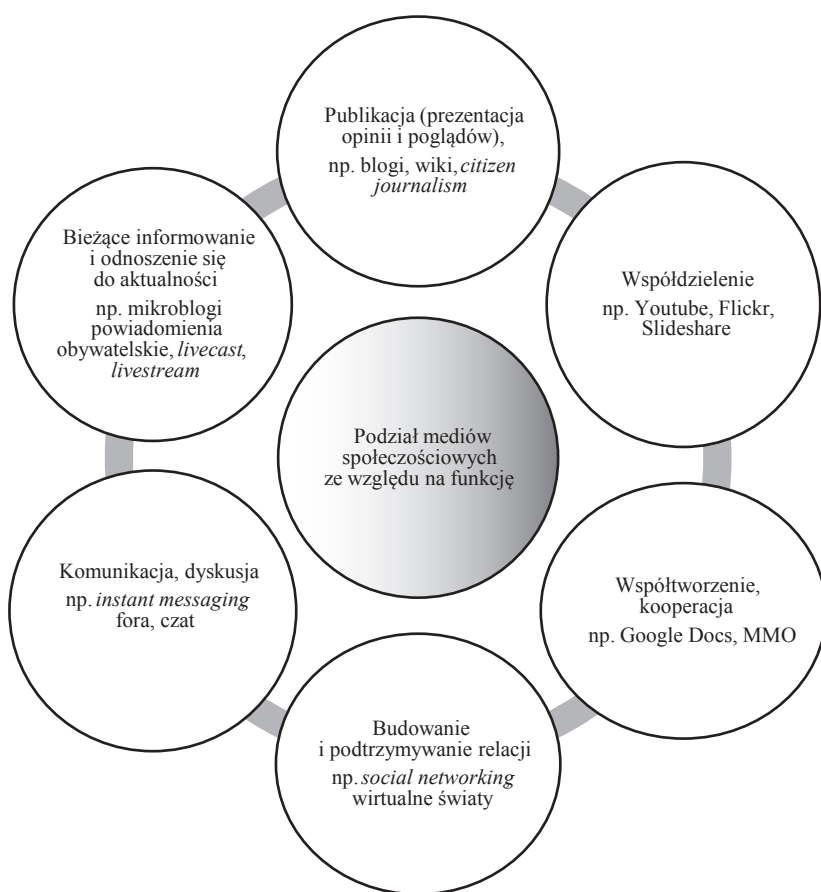 Publikacja (prezentacja
opinii i poglądów),
np. blogi, wiki, citizen
journalism
Współdzielenie
np. Youtube, Flickr,
Slideshare
Współtworzenie,
kooperacja
np. Google Docs, MMO
Budowanie
i podtrzymywanie relacji
np. social networking
wirtualne światy
Komunikacja, dyskusja
np. instant messaging
fora, czat
Bieżące informowanie
i odnoszenie się
do aktualności
np. mikroblogi
powiadomienia
obywatelskie, livecast,
livestream
Podział mediów
społecznościowych
ze względu na funkcję